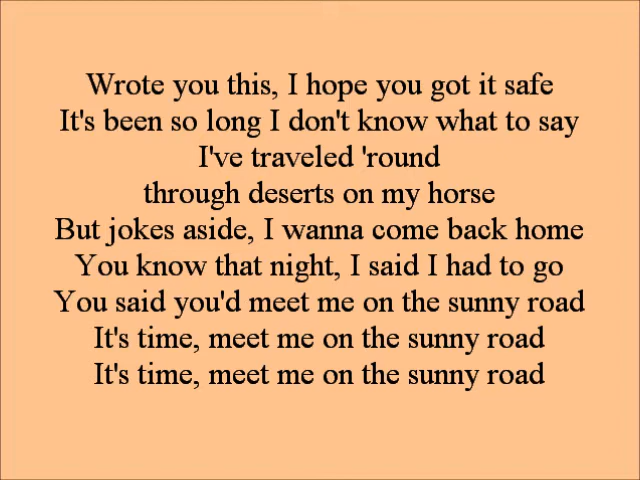 Wrote you this, I hope you got it safe
It's been so long I don't know what to say
I've traveled 'round
through deserts on my horse
But jokes aside, I wanna come back home
You know that night, I said I had to go
You said you'd meet me on the sunny road
It's time, meet me on the sunny road
It's time, meet me on the sunny road